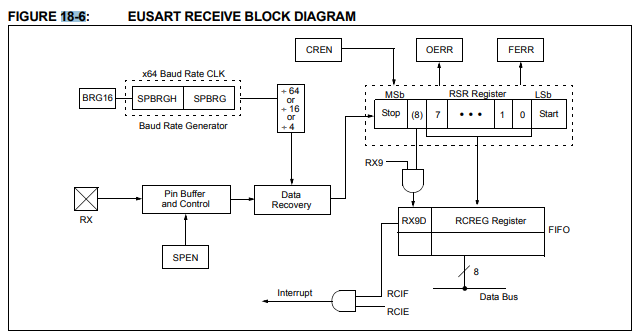 FIGURE 18-6: EUSART RECEIVE BLOCK DIAGRAM
CREN
OERR
FERR
x64 Baud Rate CLK
BRG16
SPBRGH
SPBRG
Baud Rate Generator
÷ 64
or
÷ 16
or
÷ 4
MSb
RSR Register
LSb
Stop
(8)
7
• • •
1
0
Start
RX9
RX
Pin Buffer
and Control
Data
Recovery
SPEN
RX9D
RCREG Register
FIFO
8
Data Bus
Interrupt
RCIF
RCIE